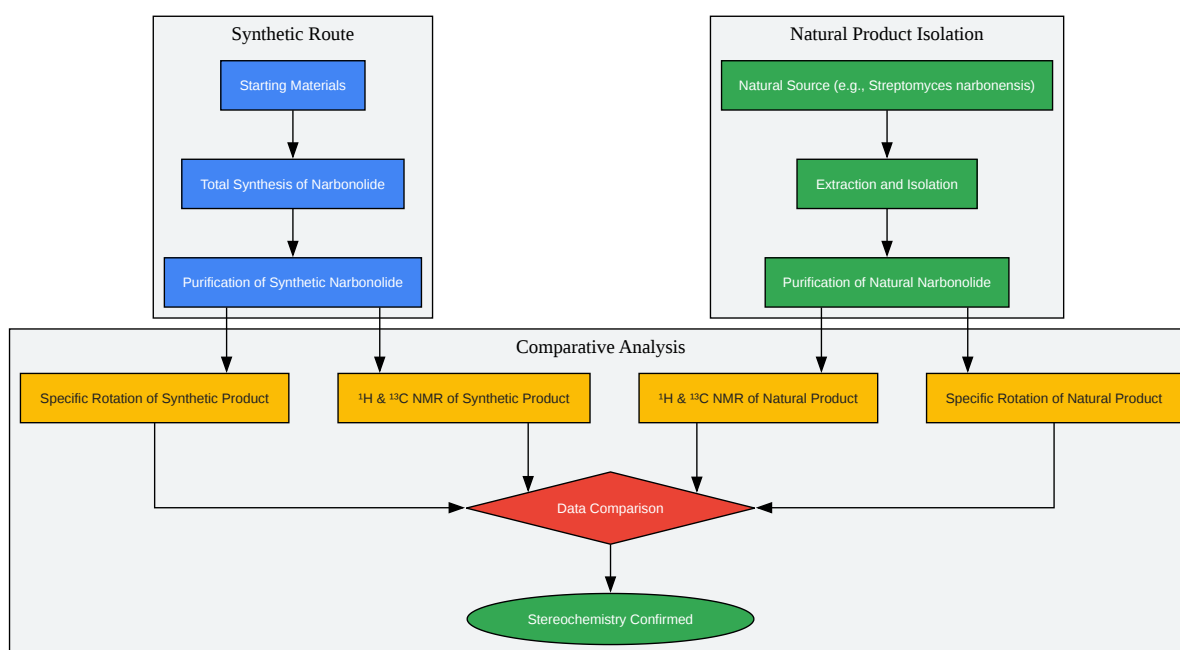 Synthetic Route
Natural Product Isolation
Starting Materials
Natural Source (e.g., Streptomyces narbonensis)
Total Synthesis of Narbonolide
Extraction and Isolation
Purification of Synthetic Narbonolide
Purification of Natural Narbonolide
Comparative Analysis
Specific Rotation of Synthetic Product
¹H & ¹³C NMR of Synthetic Product
¹H & ¹³C NMR of Natural Product
Specific Rotation of Natural Product
Data Comparison
Stereochemistry Confirmed